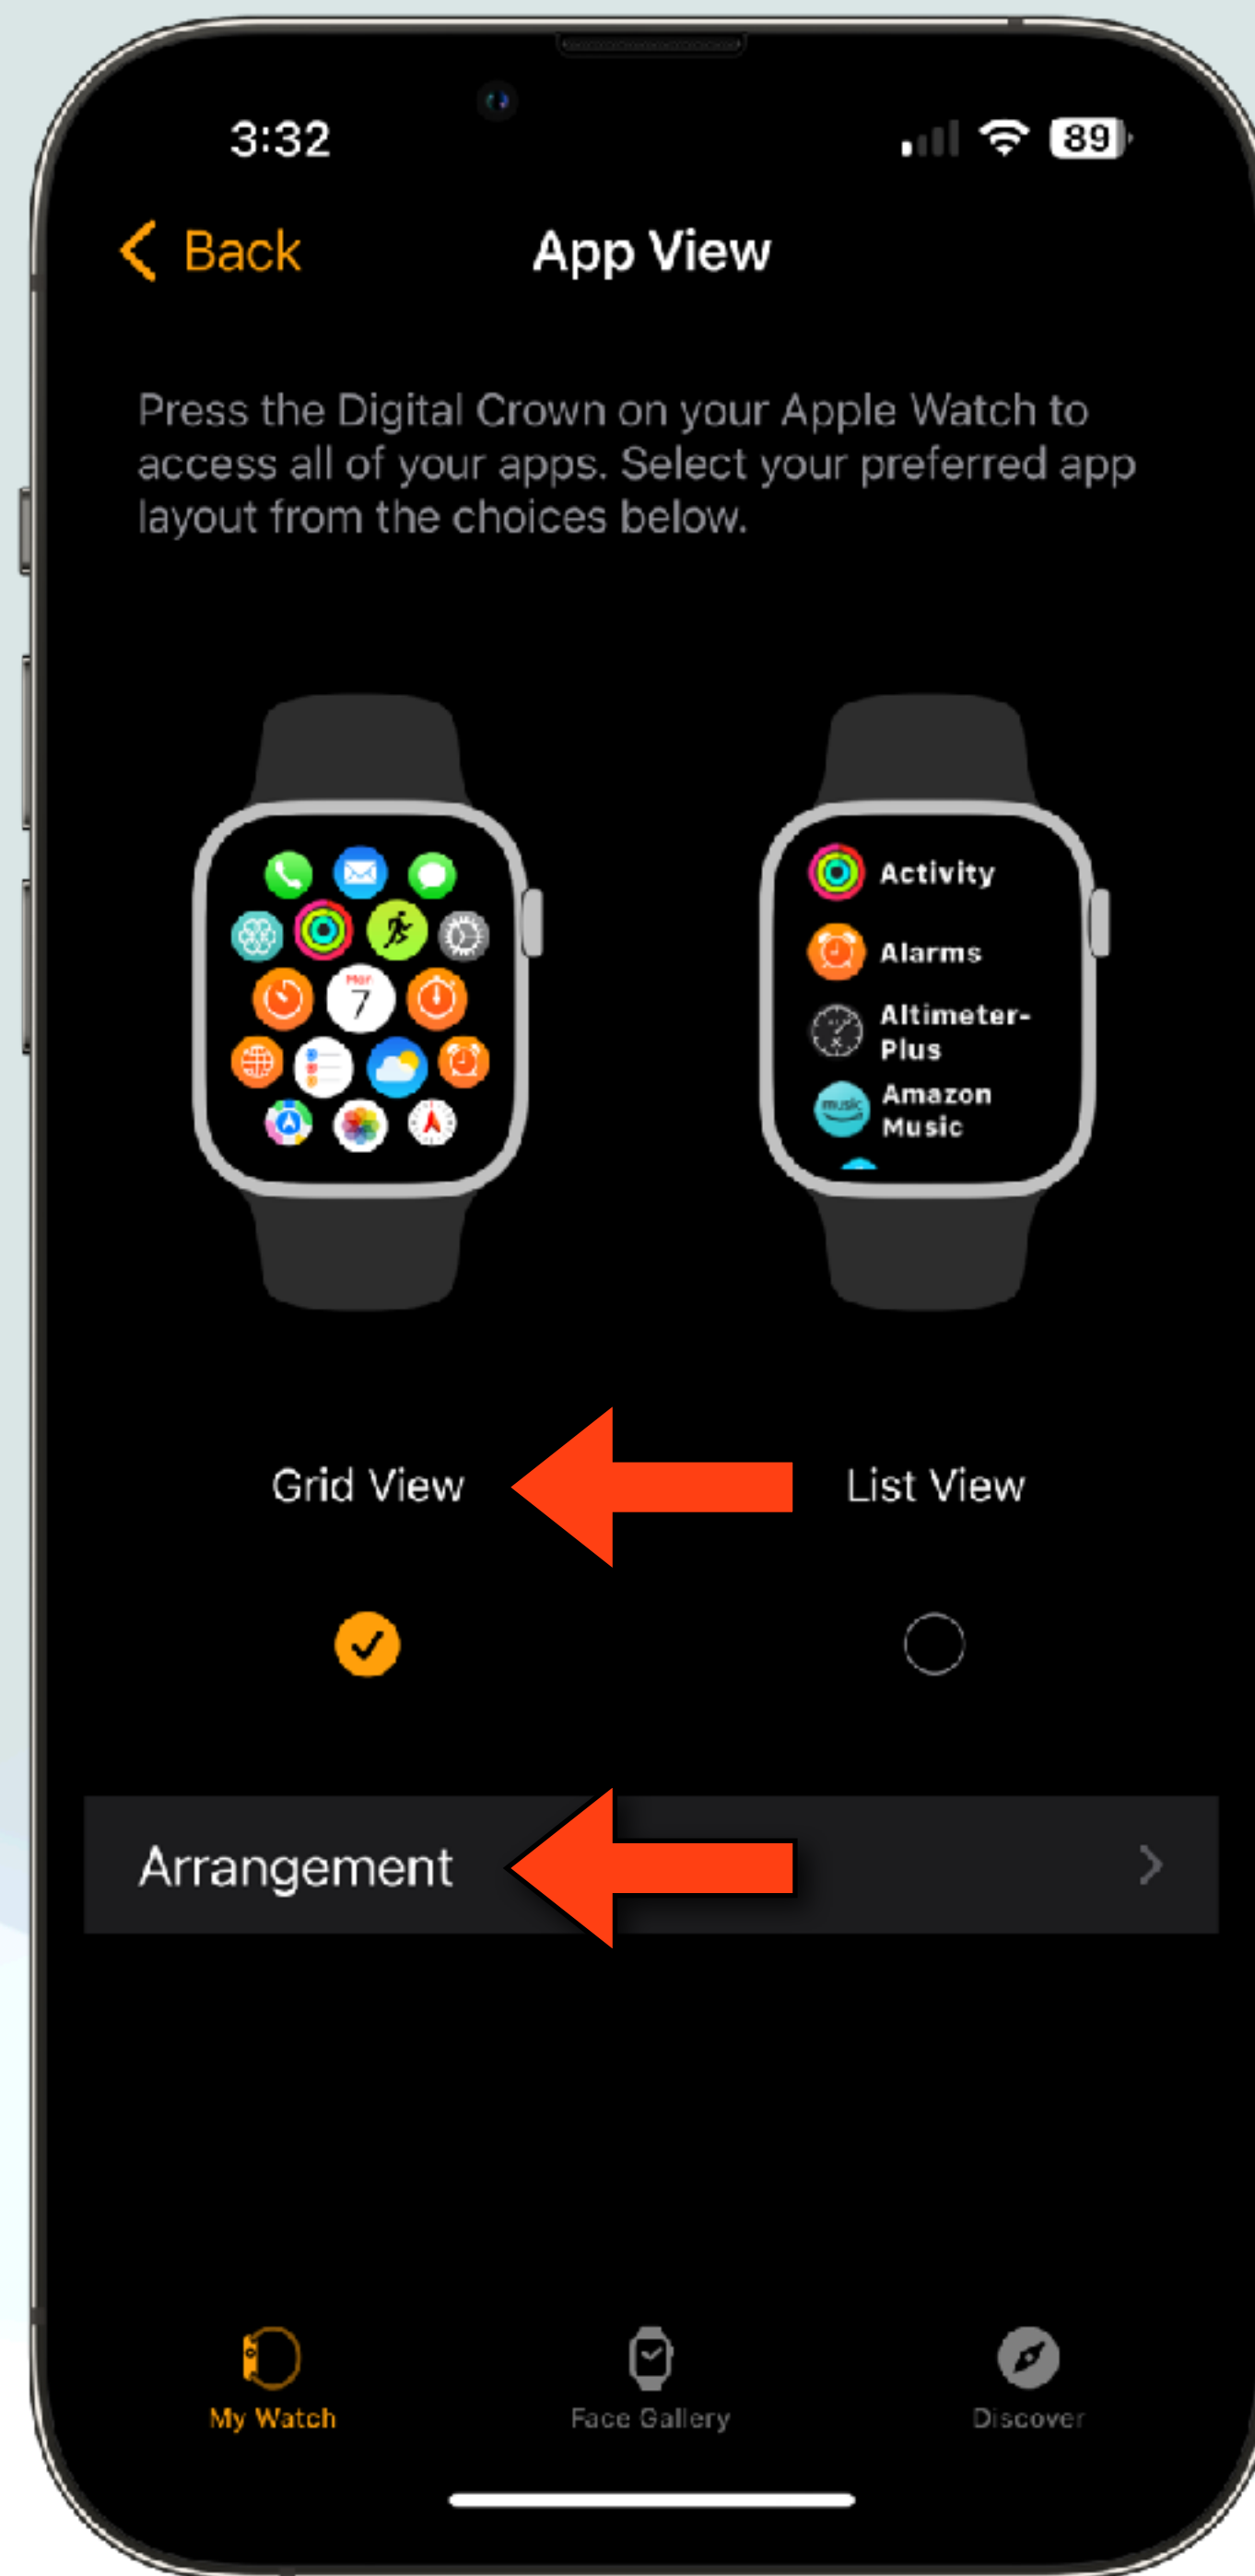 3:32
89
Back
App View
Press the Digital Crown on your Apple Watch to
access all of your apps. Select your preferred app
layout from the choices below.
Mon
7
Activity
Alarms
Altimeter-
Plus
music
Amazon
Music
Grid View
List View
Arrangement
My Watch
Face Gallery
Discover